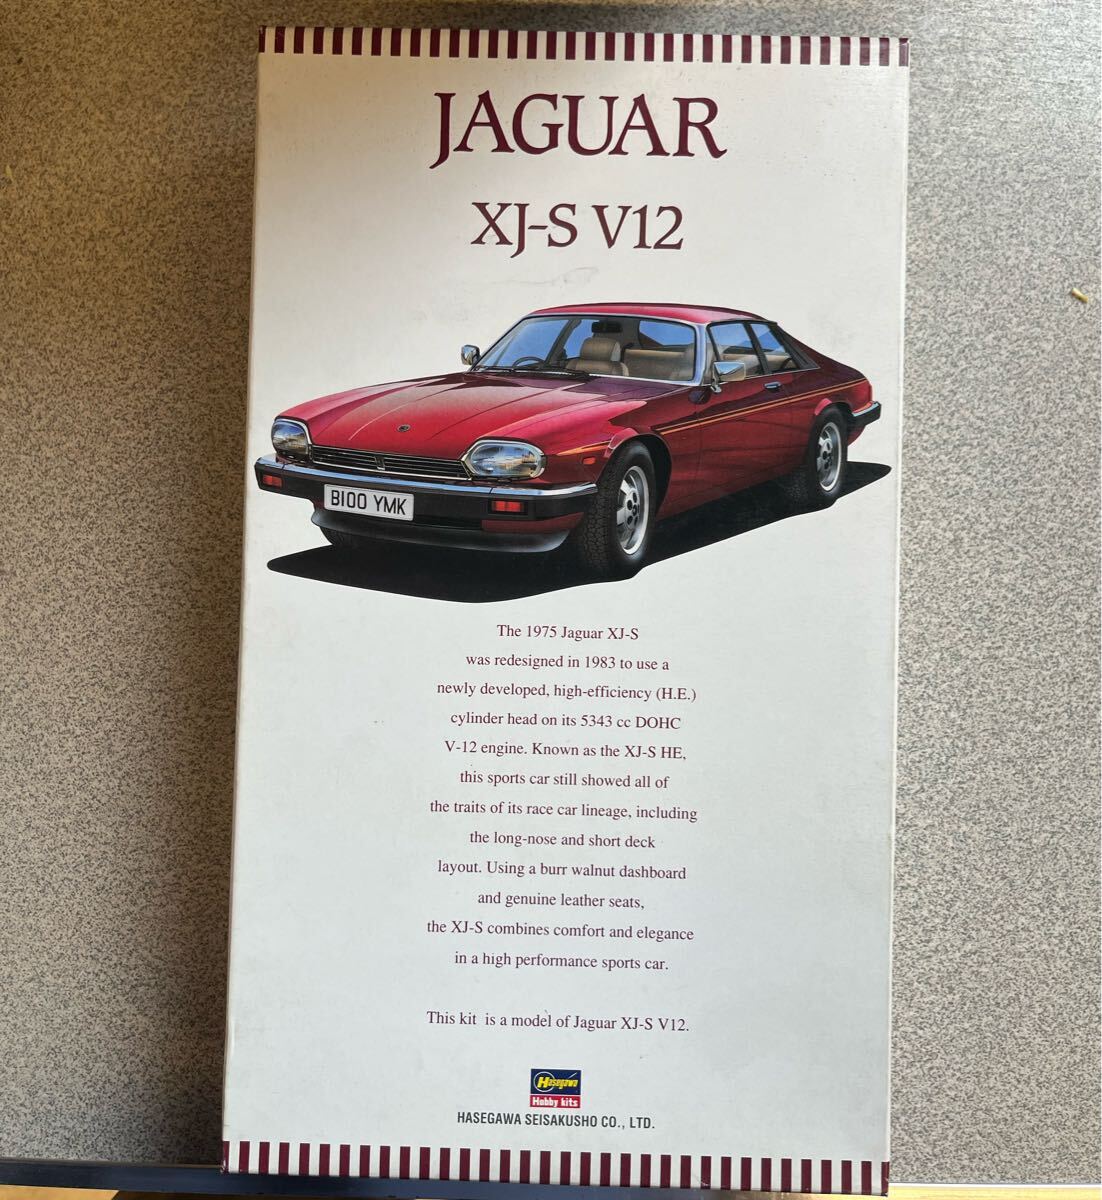 JAGUAR
XJ-S V12
B100 YMK
The 1975 Jaguar XJ-S
was redesigned in 1983 to use a
newly developed, high-efficiency (H.E.)
cylinder head on its 5343 cc DOHC
V-12 engine. Known as the XJ-S HE,
this sports car still showed all of
the traits of its race car lineage, including
the long-nose and short deck
layout. Using a burr walnut dashboard
and genuine leather seats,
the XJ-S combines comfort and elegance
in a high performance sports car.
This kit is a model of Jaguar XJ-S V12.
Hasegawa
Hobby kits
HASEGAWA SEISAKUSHO CO., LTD.